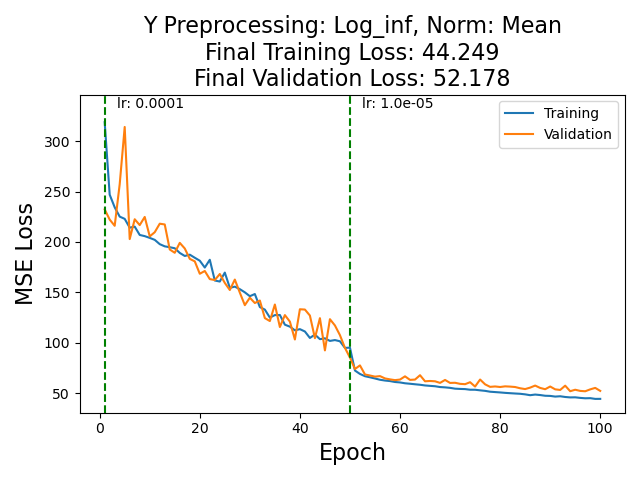 Y Preprocessing: Log_inf, Norm: Mean
Final Training Loss: 44.249
Final Validation Loss: 52.178
lr: 0.0001
lr: 1.0e-05
Training
Validation
MSE Loss
300
250
200
150
100
50
0
20
40
60
80
100
Epoch